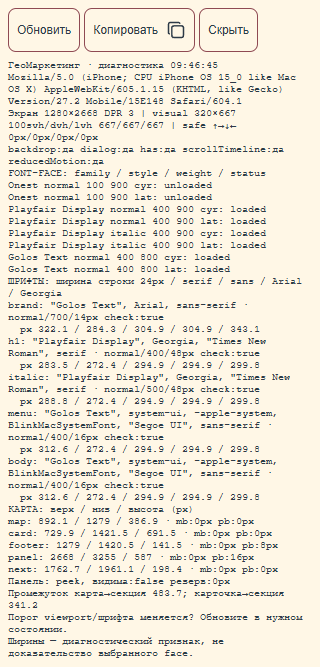 Обновить
Копировать
Скрыть
ГеоМаркетинг · диагностика 09:46:45
Mozilla/5.0 (iPhone; CPU iPhone OS 15_0 like Mac
OS X) AppleWebKit/605.1.15 (KHTML, like Gecko)
Version/27.2 Mobile/15E148 Safari/604.1
Экран 1280×2668 DPR 3 | visual 320×667
100svh/dvh/lvh 667/667/667 | safe ↑→↓←
0px/0px/0px/0px
backdrop:да dialog:да has:да scrollTimeline:да
reducedMotion:да
FONT-FACE: family / style / weight / status
Onest normal 100 900 cyr: unloaded
Onest normal 100 900 lat: unloaded
Playfair Display normal 400 900 cyr: loaded
Playfair Display normal 400 900 lat: loaded
Playfair Display italic 400 900 cyr: loaded
Playfair Display italic 400 900 lat: loaded
Golos Text normal 400 800 cyr: loaded
Golos Text normal 400 800 lat: loaded
ШРИФТЫ: ширина строки 24px / serif / sans / Arial
/ Georgia
brand: "Golos Text", Arial, sans-serif ·
normal/700/14px check:true
px 322.1 / 284.3 / 304.9 / 304.9 / 343.1
h1: "Playfair Display", Georgia, "Times New
Roman", serif · normal/400/48px check:true
px 283.5 / 272.4 / 294.9 / 294.9 / 299.8
italic: "Playfair Display", Georgia, "Times New
Roman", serif · normal/500/48px check:true
px 288.8 / 272.4 / 294.9 / 294.9 / 299.8
menu: "Golos Text", system-ui, -apple-system,
BlinkMacSystemFont, "Segoe UI", sans-serif ·
normal/400/16px check:true
px 312.6 / 272.4 / 294.9 / 294.9 / 299.8
body: "Golos Text", system-ui, -apple-system,
BlinkMacSystemFont, "Segoe UI", sans-serif ·
normal/400/16px check:true
px 312.6 / 272.4 / 294.9 / 294.9 / 299.8
КАРТА: верх / низ / высота (px)
map: 892.1 / 1279 / 386.9 · mb:0px pb:0px
card: 729.9 / 1421.5 / 691.5 · mb:0px pb:0px
footer: 1279 / 1420.5 / 141.5 · mb:0px pb:8px
panel: 2668 / 3255 / 587 · mb:0px pb:16px
next: 1762.7 / 1961.1 / 198.4 · mb:0px pb:0px
Панель: peek, видима:false резерв:0px
Промежуток карта→секция 483.7; карточка→секция
341.2
Порог viewport/шрифта меняется? Обновите в нужном
состоянии.
Ширины — диагностический признак, не
доказательство выбранного face.